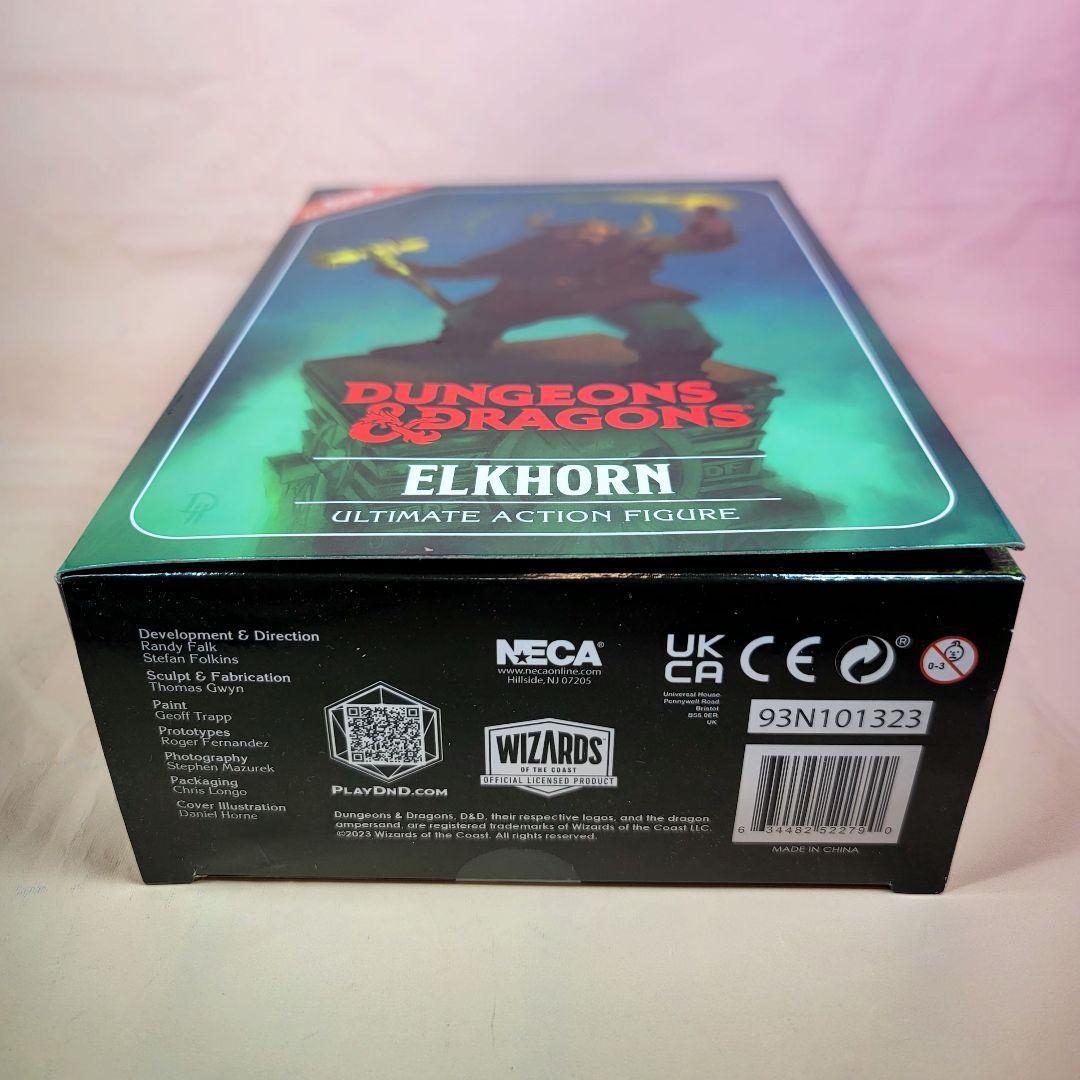 DUNGEONS
& DRAGONS®
ELKHORN
ULTIMATE ACTION FIGURE
DF
DH
Development & Direction
Randy Falk
Stefan Folkins
Sculpt & Fabrication
Thomas Gwyn
Paint
Geoff Trapp
Prototypes
Roger Fernandez
Photography
Stephen Mazurek
Packaging
Chris Longo
Cover Illustration
Daniel Horne
PLAYDND.COM
NECA®
www.necaonline.com
Hillside, NJ 07205
WIZARDS
OF THE COAST
OFFICIAL LICENSED PRODUCT
Dungeons & Dragons, D&D, their respective logos, and the dragon
ampersand, are registered trademarks of Wizards of the Coast LLC.
©2023 Wizards of the Coast. All rights reserved.
UK
CA
CE
®
0-3
Universal House
Pennywell Road
Bristol
BS5 0ER
UK
93N101323
6 34482 52279 0
MADE IN CHINA